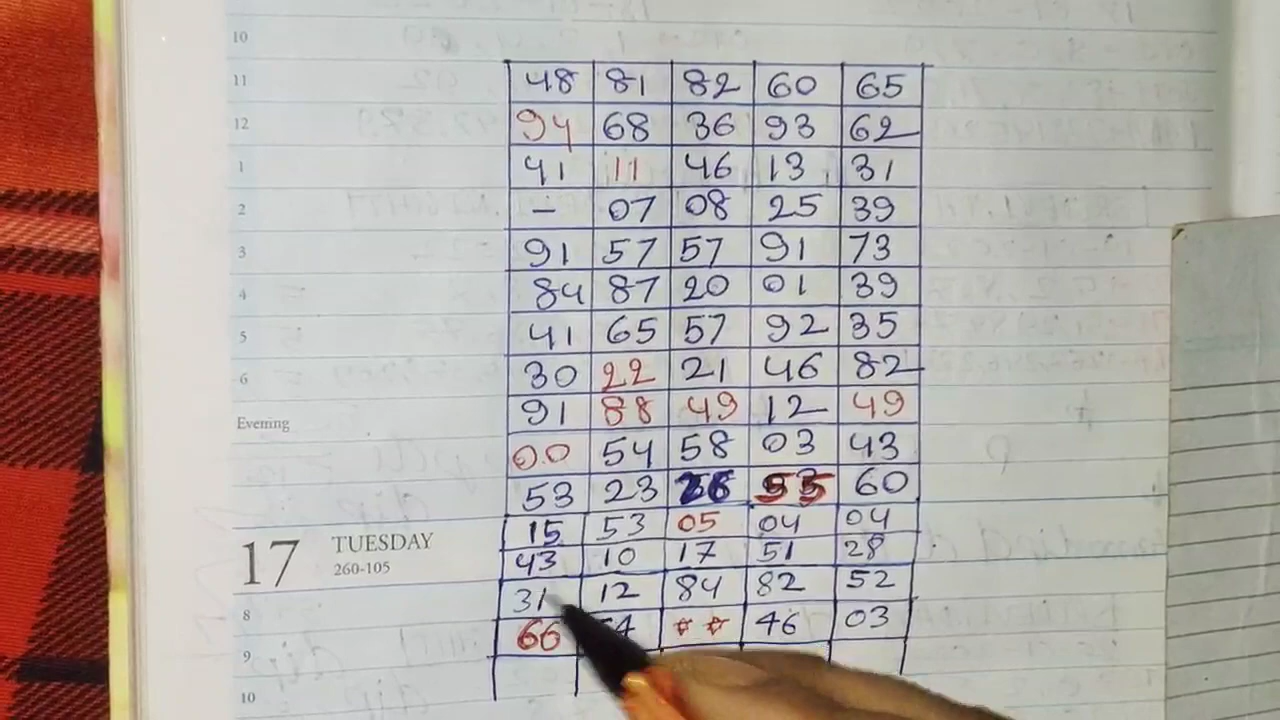 10
11 48 81 82 60 65
12 94 68 36 93 62
1 41 11 46 13 31
2 – 07 08 25 39
3 91 57 57 91 73
4 84 87 20 01 39
5 41 65 57 92 35
6 30 22 21 46 82
Evening 91 88 49 12 49
00 54 58 03 43
53 23 60
15 53 05 04 04
17 TUESDAY
260-105
43 10 17 51 28
31 12 84 82 52
8
66 ☆ ☆ 46 03
9
10